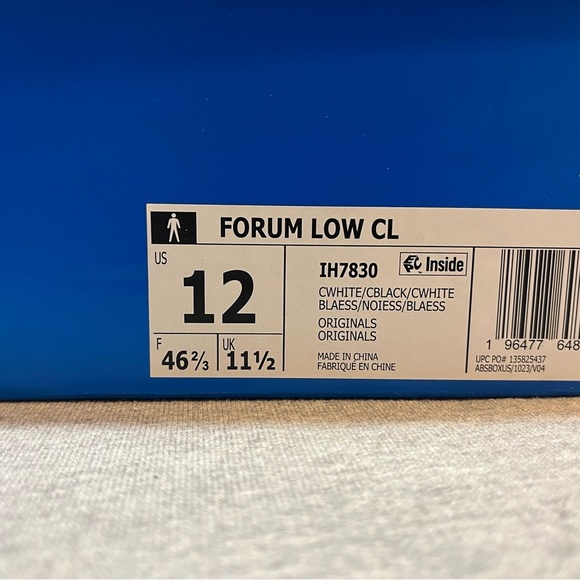 FORUM LOW CL
US
12
F
46⅔
UK
11½
IH7830
Inside
CWHITE/CBLACK/CWHITE
BLAESS/NOIESS/BLAESS
ORIGINALS
ORIGINALS
MADE IN CHINA
FABRIQUÉ EN CHINE
1 96477 648
UPC PO# 135825437
ABSBOXUS/1023/V04